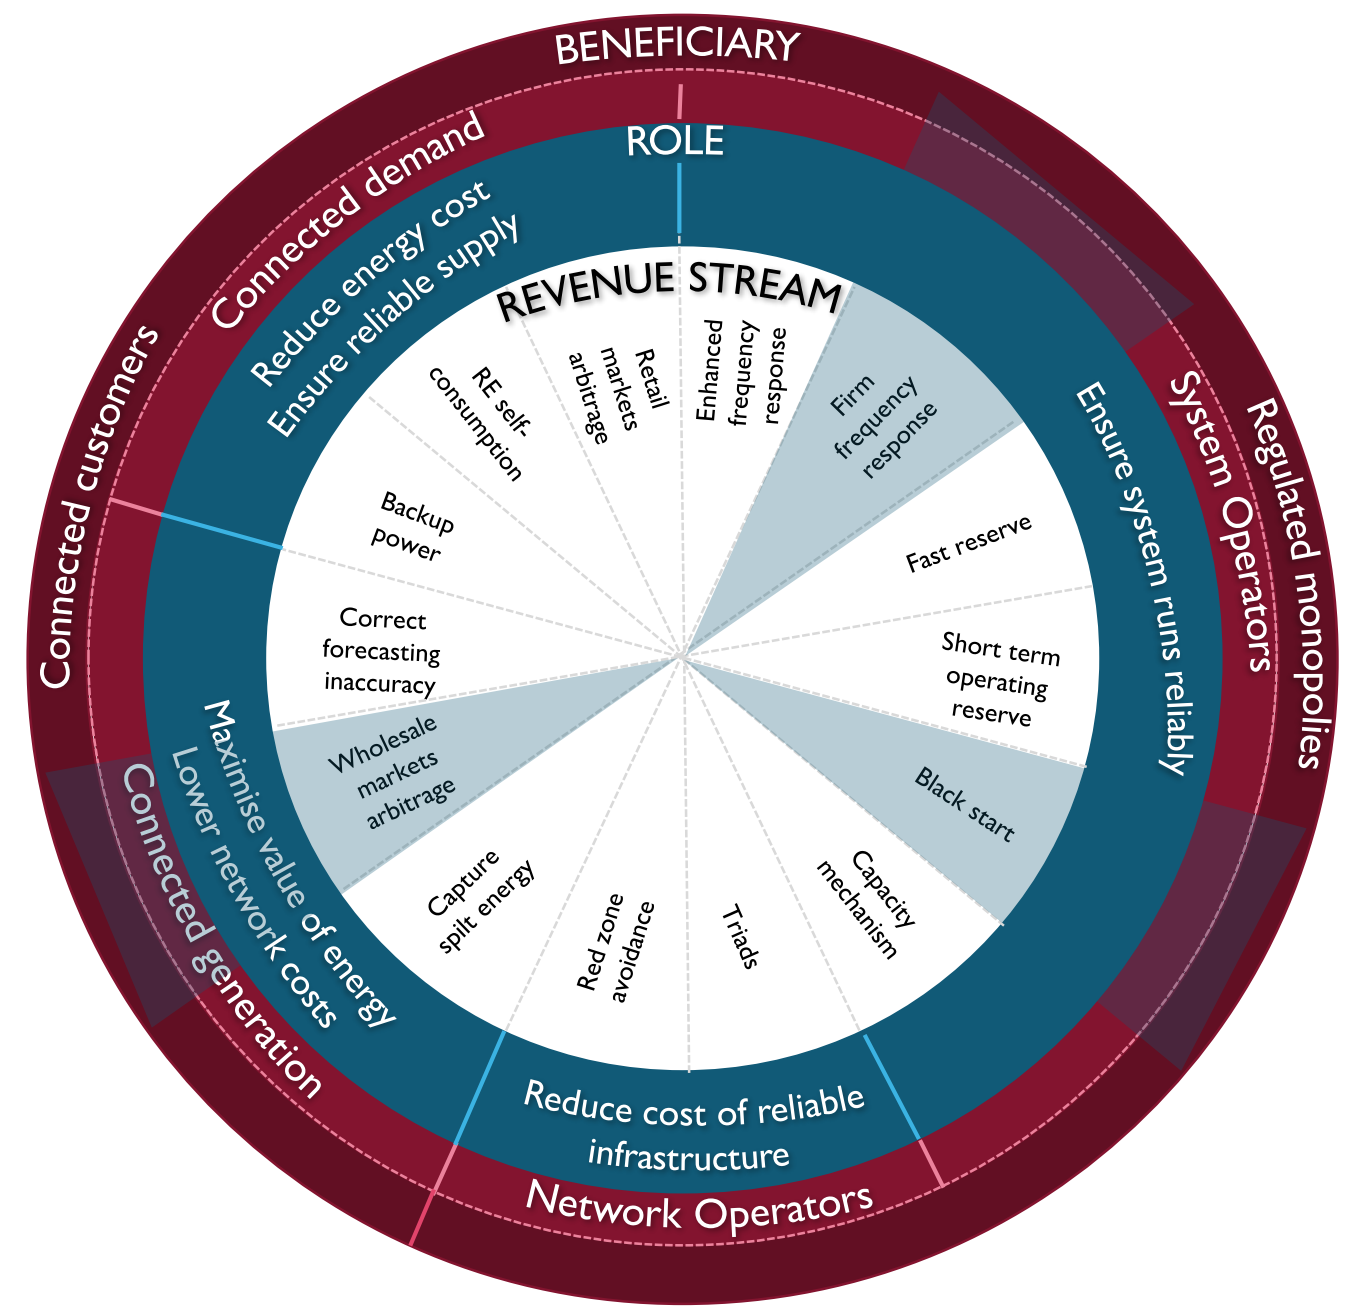 BENEFICIARY
ROLE
REVENUE STREAM
Connected customers
Regulated monopolies
Connected demand
System Operators
Network Operators
Connected generation
Reduce energy cost
Ensure reliable supply
Ensure system runs reliably
Reduce cost of reliable
infrastructure
Maximise value of energy
Lower network costs
Enhanced
frequency
response
Firm
frequency
response
Fast reserve
Short term
operating
reserve
Black start
Capacity
mechanism
Triads
Red zone
avoidance
Capture
spilt energy
Wholesale
markets
arbitrage
Correct
forecasting
inaccuracy
Backup
power
RE self-
consumption
Retail
markets
arbitrage